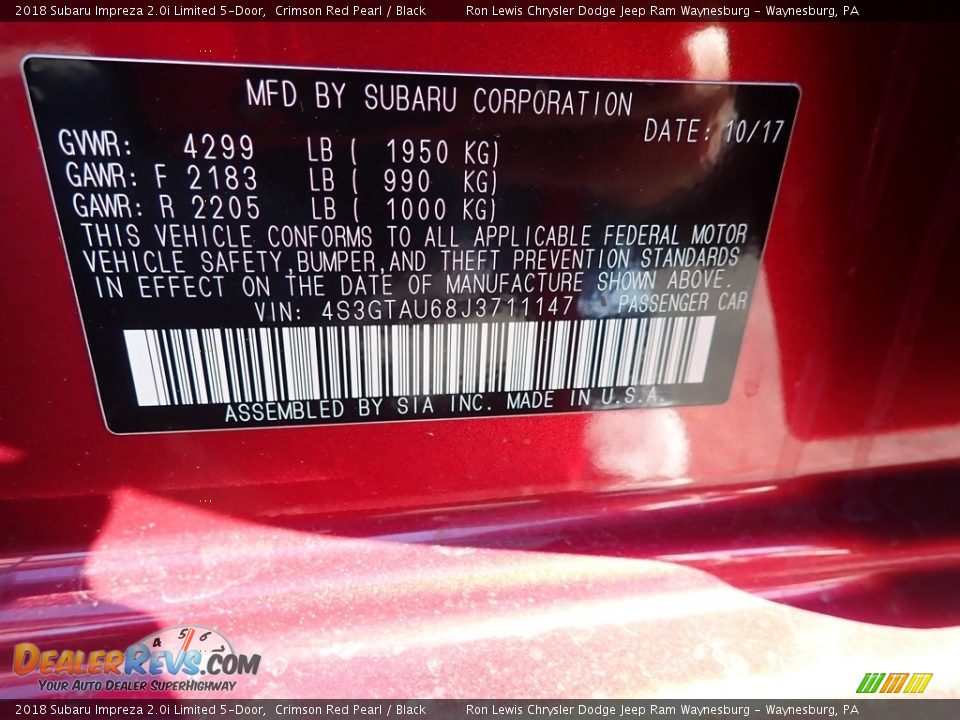 2018 Subaru Impreza 2.0i Limited 5-Door, Crimson Red Pearl / Black Ron Lewis Chrysler Dodge Jeep Ram Waynesburg - Waynesburg, PA
MFD BY SUBARU CORPORATION
DATE: 10/17
GVWR: 4299 LB ( 1950 KG)
GAWR: F 2183 LB ( 990 KG)
GAWR: R 2205 LB ( 1000 KG)
THIS VEHICLE CONFORMS TO ALL APPLICABLE FEDERAL MOTOR
VEHICLE SAFETY,BUMPER,AND THEFT PREVENTION STANDARDS
IN EFFECT ON THE DATE OF MANUFACTURE SHOWN ABOVE.
VIN: 4S3GTAU68J3711147 PASSENGER CAR
ASSEMBLED BY SIA INC. MADE IN U.S.A.
4 5 6
DEALERREVS.COM
YOUR AUTO DEALER SUPERHIGHWAY
2018 Subaru Impreza 2.0i Limited 5-Door, Crimson Red Pearl / Black Ron Lewis Chrysler Dodge Jeep Ram Waynesburg - Waynesburg, PA